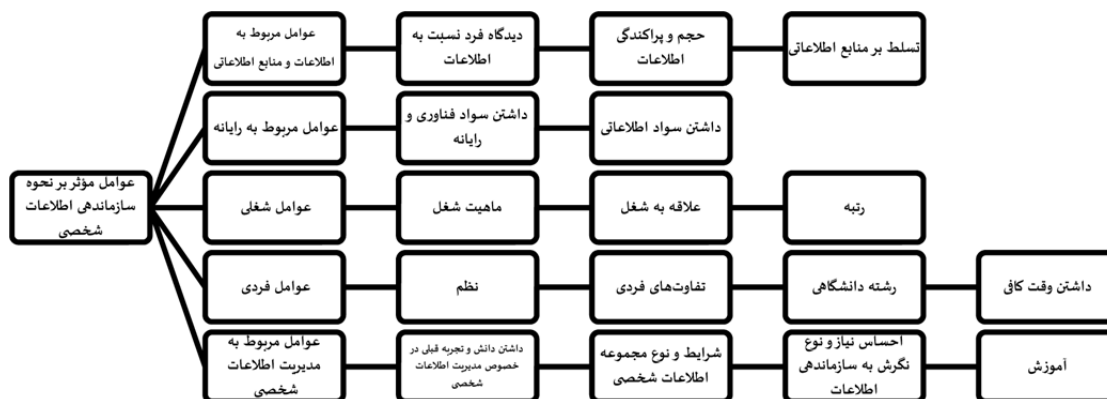 عوامل مؤثر بر نحوه
سازماندهی اطلاعات
شخصی
عوامل مربوط به
اطلاعات و منابع اطلاعاتی
دیدگاه فرد نسبت به
اطلاعات
حجم و پراکندگی
اطلاعات
تسلط بر منابع اطلاعاتی
عوامل مربوط به رایانه
داشتن سواد فناوری و
رایانه
داشتن سواد اطلاعاتی
عوامل شغلی
ماهیت شغل
علاقه به شغل
رتبه
عوامل فردی
نظم
تفاوت‌های فردی
رشته دانشگاهی
داشتن وقت کافی
عوامل مربوط به
مدیریت اطلاعات
شخصی
داشتن دانش و تجربه قبلی در
خصوص مدیریت اطلاعات
شخصی
شرایط و نوع مجموعه
اطلاعات شخصی
احساس نیاز و نوع
نگرش به سازماندهی
اطلاعات
آموزش